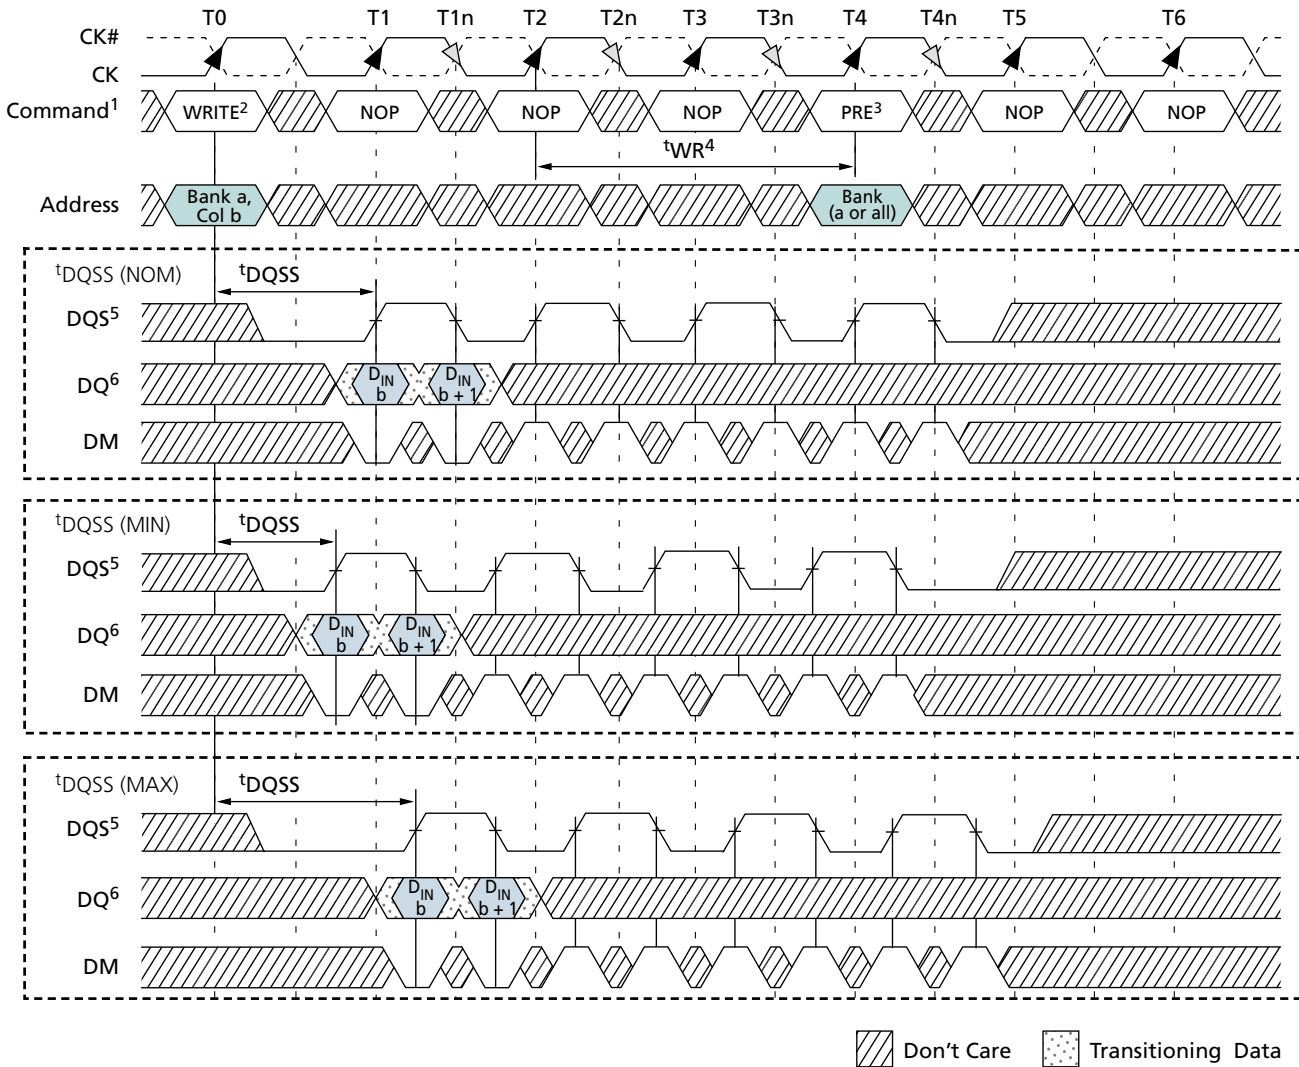 T0 T1 T1n T2 T2n T3 T3n T4 T4n T5 T6
CK#
CK
Command1 WRITE2 NOP NOP NOP PRE3 NOP NOP
tWR4
Address Bank a, Col b Bank (a or all)
tDQSS (NOM) tDQSS
DQS5
DQ6 DIN b DIN b + 1
DM
tDQSS (MIN) tDQSS
DQS5
DQ6 DIN b DIN b + 1
DM
tDQSS (MAX) tDQSS
DQS5
DQ6 DIN b DIN b + 1
DM
Don't Care Transitioning Data